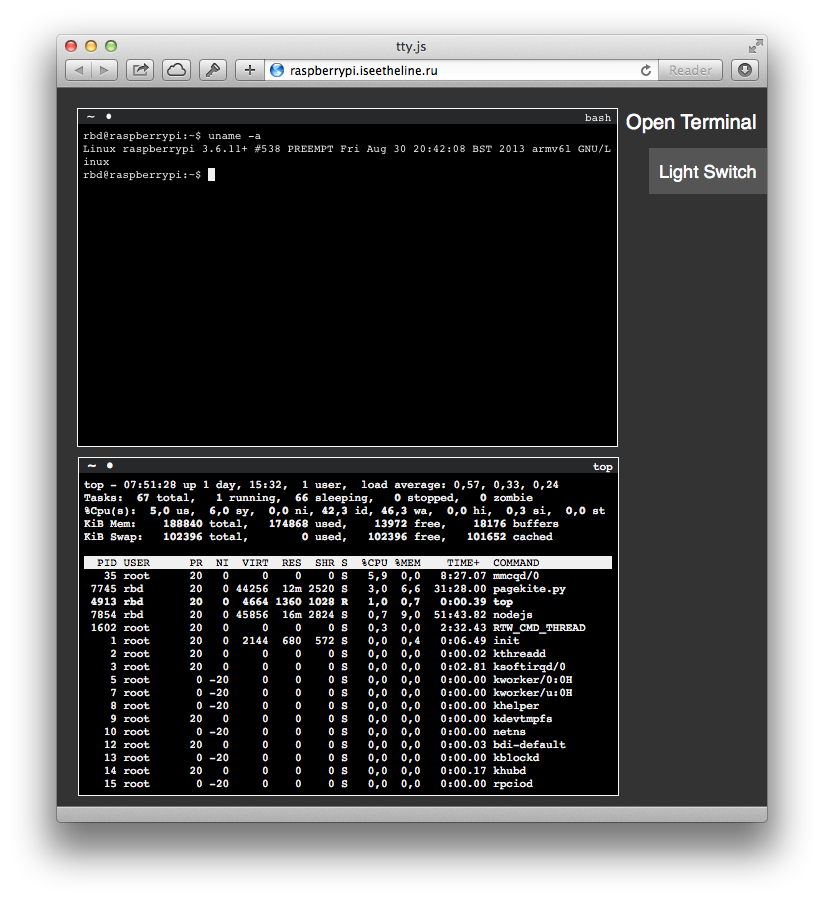 tty.js
raspberrypi.iseetheline.ru
Reader
~ • bash
Open Terminal
Light Switch
rbd@raspberrypi:~$ uname -a
Linux raspberrypi 3.6.11+ #538 PREEMPT Fri Aug 30 20:42:08 BST 2013 armv6l GNU/L
inux
rbd@raspberrypi:~$
~ • top
top - 07:51:28 up 1 day, 15:32,  1 user,  load average: 0,57, 0,33, 0,24
Tasks:  67 total,   1 running,  66 sleeping,   0 stopped,   0 zombie
%Cpu(s):  5,0 us,  6,0 sy,  0,0 ni, 42,3 id, 46,3 wa,  0,0 hi,  0,3 si,  0,0 st
KiB Mem:    188840 total,   174868 used,    13972 free,    18176 buffers
KiB Swap:   102396 total,        0 used,   102396 free,   101652 cached
PID USER      PR  NI  VIRT  RES  SHR S  %CPU %MEM    TIME+  COMMAND
35 root      20   0     0    0    0 S   5,9  0,0   8:27.07 mmcqd/0
7745 rbd       20   0 44256  12m 2520 S   3,0  6,6  31:28.00 pagekite.py
4913 rbd       20   0  4664 1360 1028 R   1,0  0,7   0:00.39 top
7854 rbd       20   0 45856  16m 2824 S   0,7  9,0  51:43.82 nodejs
1602 root      20   0     0    0    0 S   0,3  0,0   2:32.43 RTW_CMD_THREAD
1 root      20   0  2144  680  572 S   0,0  0,4   0:06.49 init
2 root      20   0     0    0    0 S   0,0  0,0   0:00.02 kthreadd
3 root      20   0     0    0    0 S   0,0  0,0   0:02.81 ksoftirqd/0
5 root       0 -20     0    0    0 S   0,0  0,0   0:00.00 kworker/0:0H
7 root       0 -20     0    0    0 S   0,0  0,0   0:00.00 kworker/u:0H
8 root       0 -20     0    0    0 S   0,0  0,0   0:00.00 khelper
9 root      20   0     0    0    0 S   0,0  0,0   0:00.00 kdevtmpfs
10 root       0 -20     0    0    0 S   0,0  0,0   0:00.00 netns
12 root      20   0     0    0    0 S   0,0  0,0   0:00.03 bdi-default
13 root       0 -20     0    0    0 S   0,0  0,0   0:00.00 kblockd
14 root      20   0     0    0    0 S   0,0  0,0   0:00.17 khubd
15 root       0 -20     0    0    0 S   0,0  0,0   0:00.00 rpciod